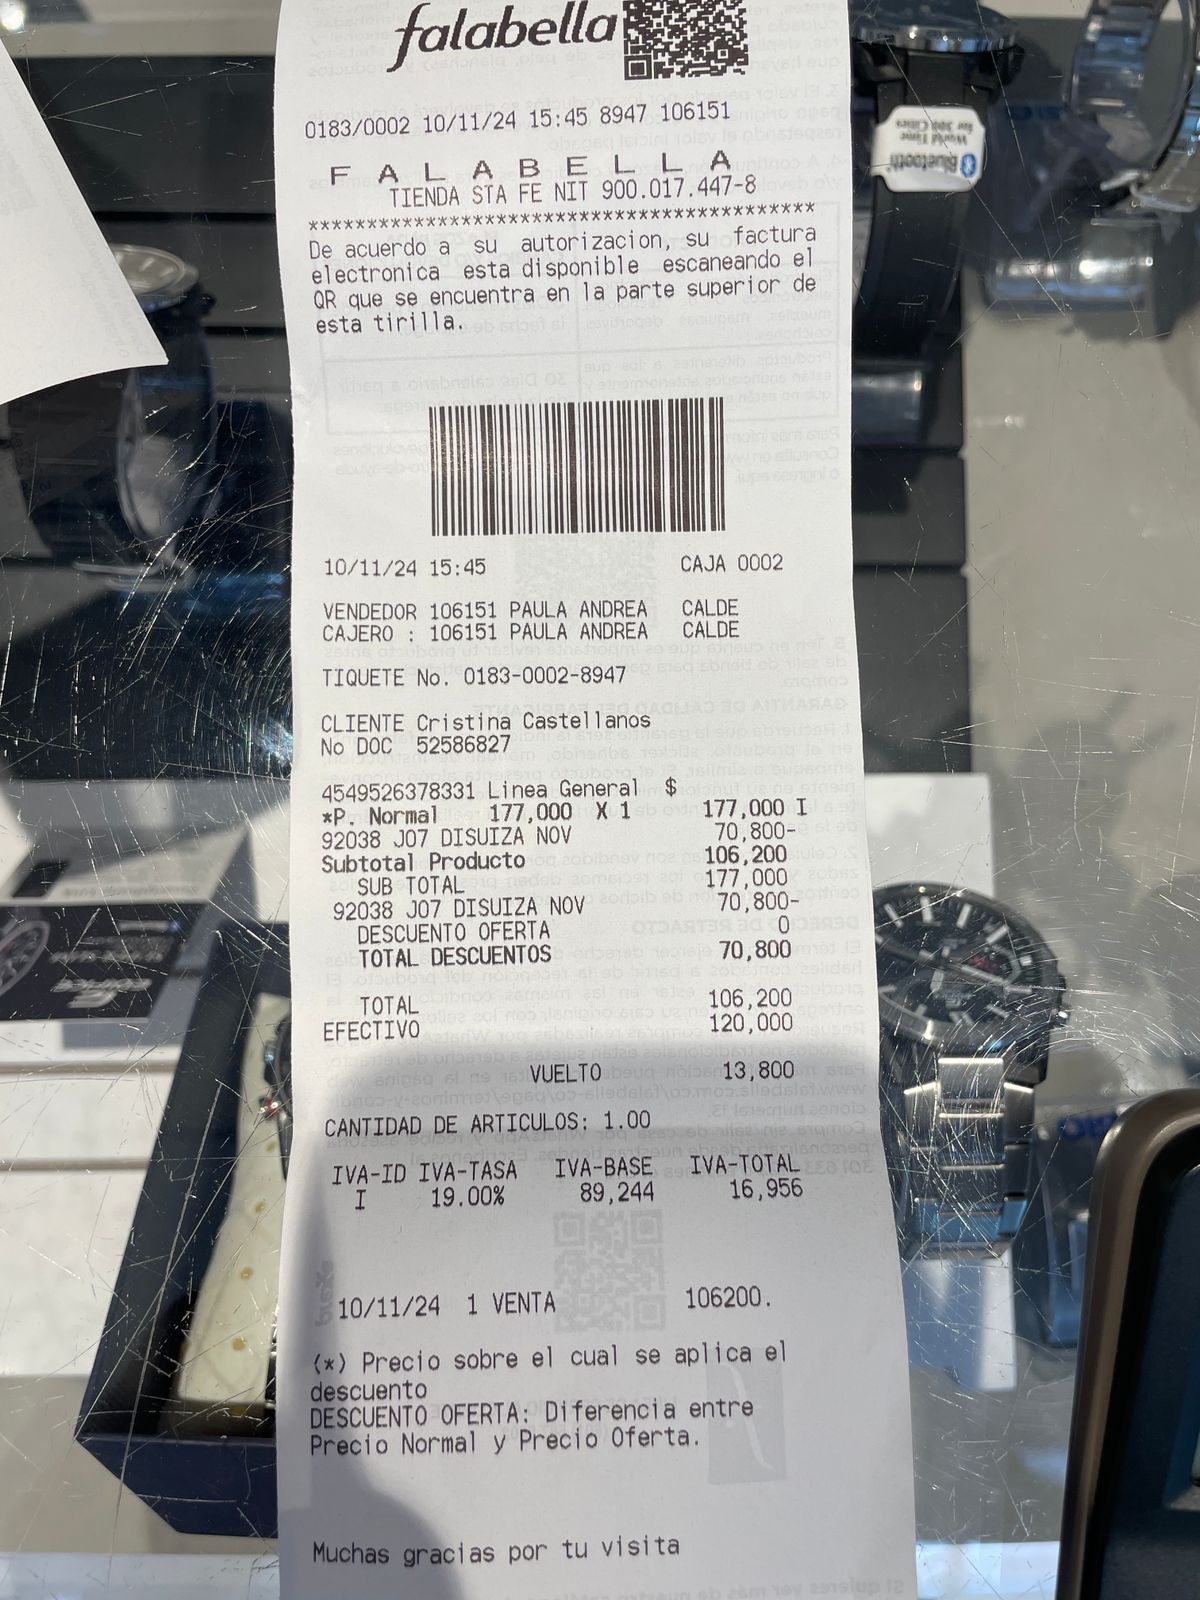 falabella
0183/0002 10/11/24 15:45 8947 106151
F A L A B E L L A
TIENDA STA FE NIT 900.017.447-8
************************************************
De acuerdo a su autorizacion, su factura
electronica esta disponible escaneando el
QR que se encuentra en la parte superior de
esta tirilla.
10/11/24 15:45 CAJA 0002
VENDEDOR 106151 PAULA ANDREA CALDE
CAJERO : 106151 PAULA ANDREA CALDE
TIQUETE No. 0183-0002-8947
CLIENTE Cristina Castellanos
No DOC 52586827
4549526378331 Linea General $
*P. Normal 177,000 X 1 177,000 I
92038 J07 DISUIZA NOV 70,800-
Subtotal Producto 106,200
SUB TOTAL 177,000
92038 J07 DISUIZA NOV 70,800-
DESCUENTO OFERTA
TOTAL DESCUENTOS 70,800
TOTAL 106,200
EFECTIVO 120,000
VUELTO 13,800
CANTIDAD DE ARTICULOS: 1.00
IVA-ID IVA-TASA IVA-BASE IVA-TOTAL
I 19.00% 89,244 16,956
10/11/24 1 VENTA 106200.
(*) Precio sobre el cual se aplica el
descuento
DESCUENTO OFERTA: Diferencia entre
Precio Normal y Precio Oferta.
Muchas gracias por tu visita
Bluetooth
World Time
for 300 Cities